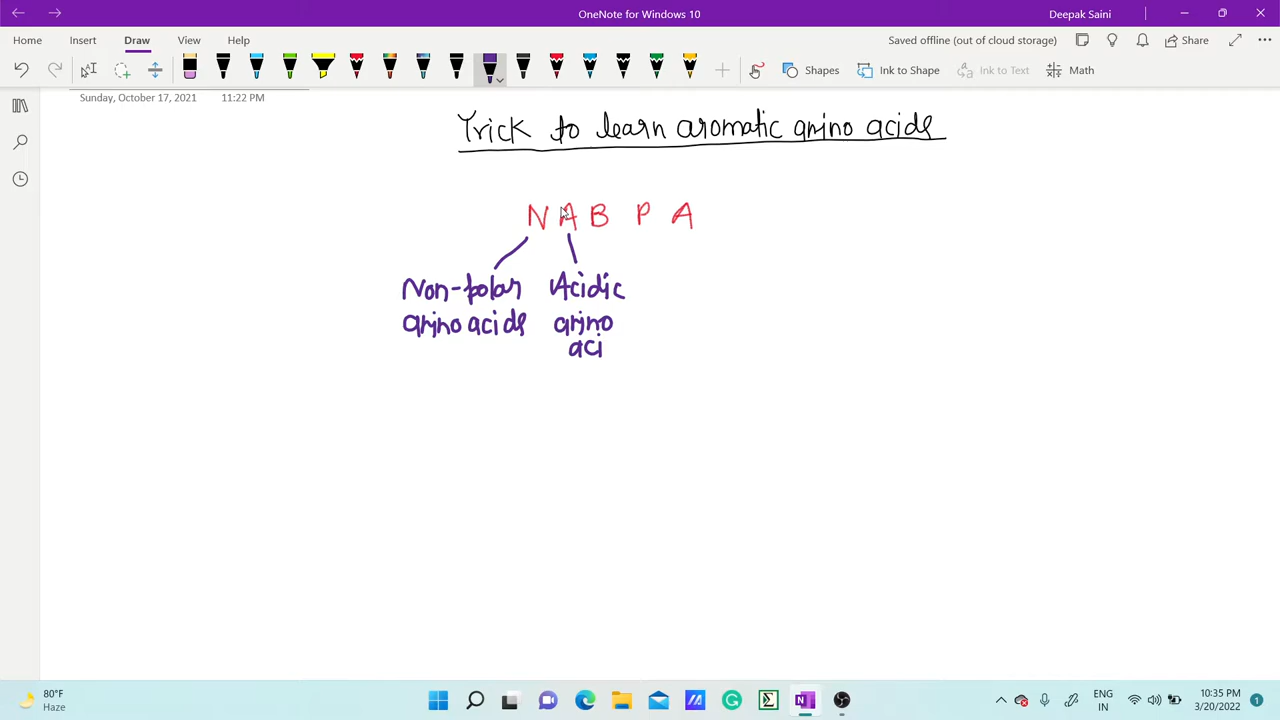 OneNote for Windows 10
Deepak Saini
Home Insert Draw View Help
Saved offline (out of cloud storage)
Share
Shapes
Ink to Shape
Ink to Text
Math
Sunday, October 17, 2021 11:22 PM
Trick to learn aromatic amino acids
N A B P A
Non-polar Acidic
amino acids amino
aci
80°F
Haze
ENG
IN
10:35 PM
3/20/2022
1